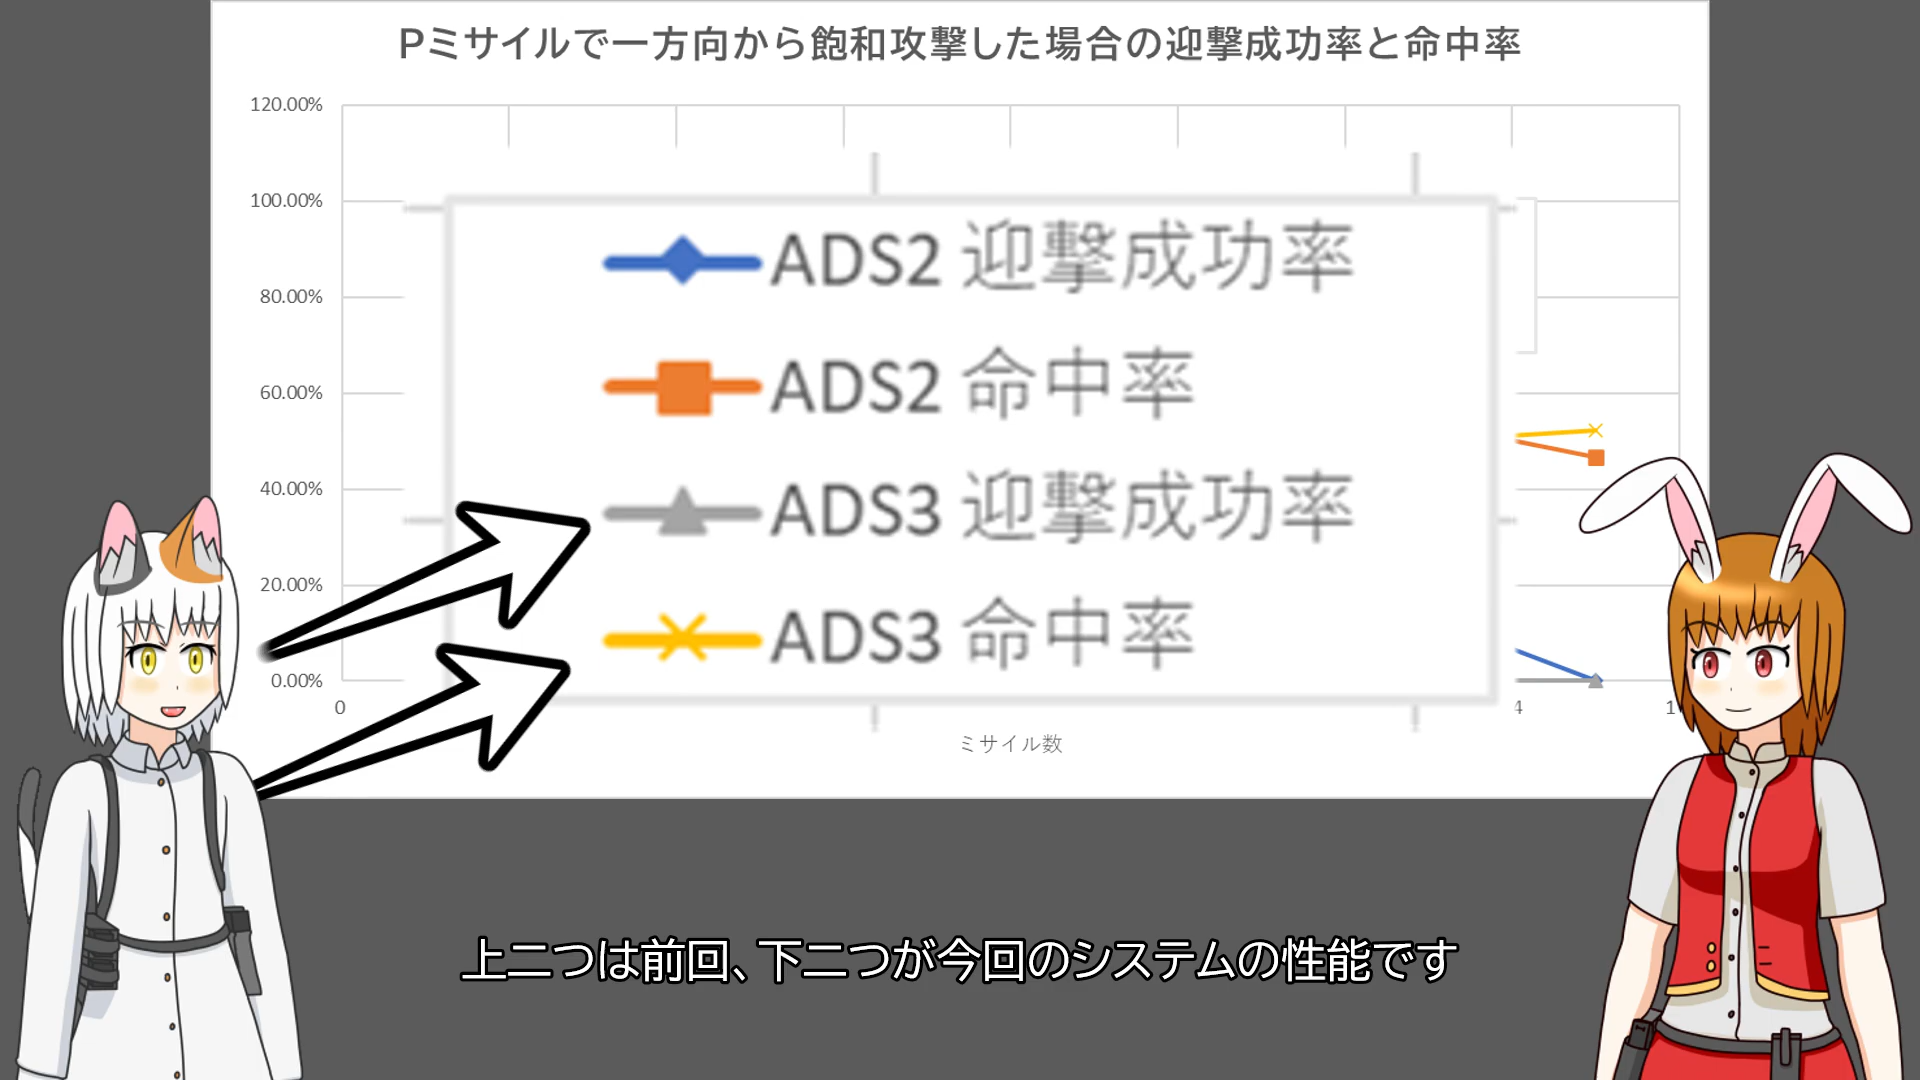 Pミサイルで一方向から飽和攻撃した場合の迎撃成功率と命中率
120.00%
100.00%
80.00%
60.00%
40.00%
20.00%
0.00%
ADS2 迎撃成功率
ADS2 命中率
ADS3 迎撃成功率
ADS3 命中率
0
4
1
ミサイル数
上二つは前回、下二つが今回のシステムの性能です